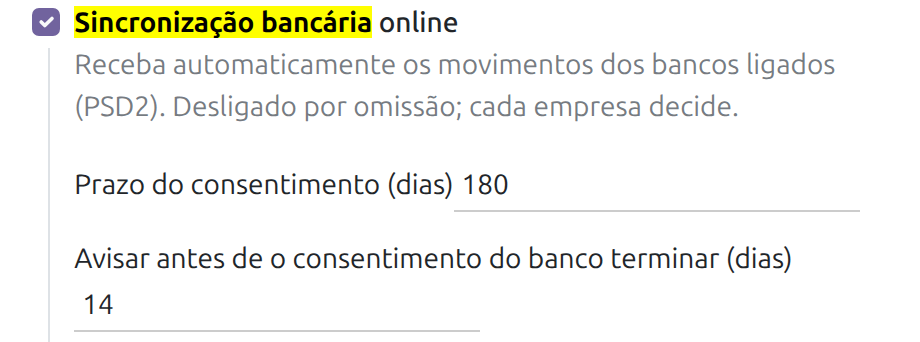 Sincronização bancária online
Receba automaticamente os movimentos dos bancos ligados
(PSD2). Desligado por omissão; cada empresa decide.
Prazo do consentimento (dias) 180
Avisar antes de o consentimento do banco terminar (dias)
14